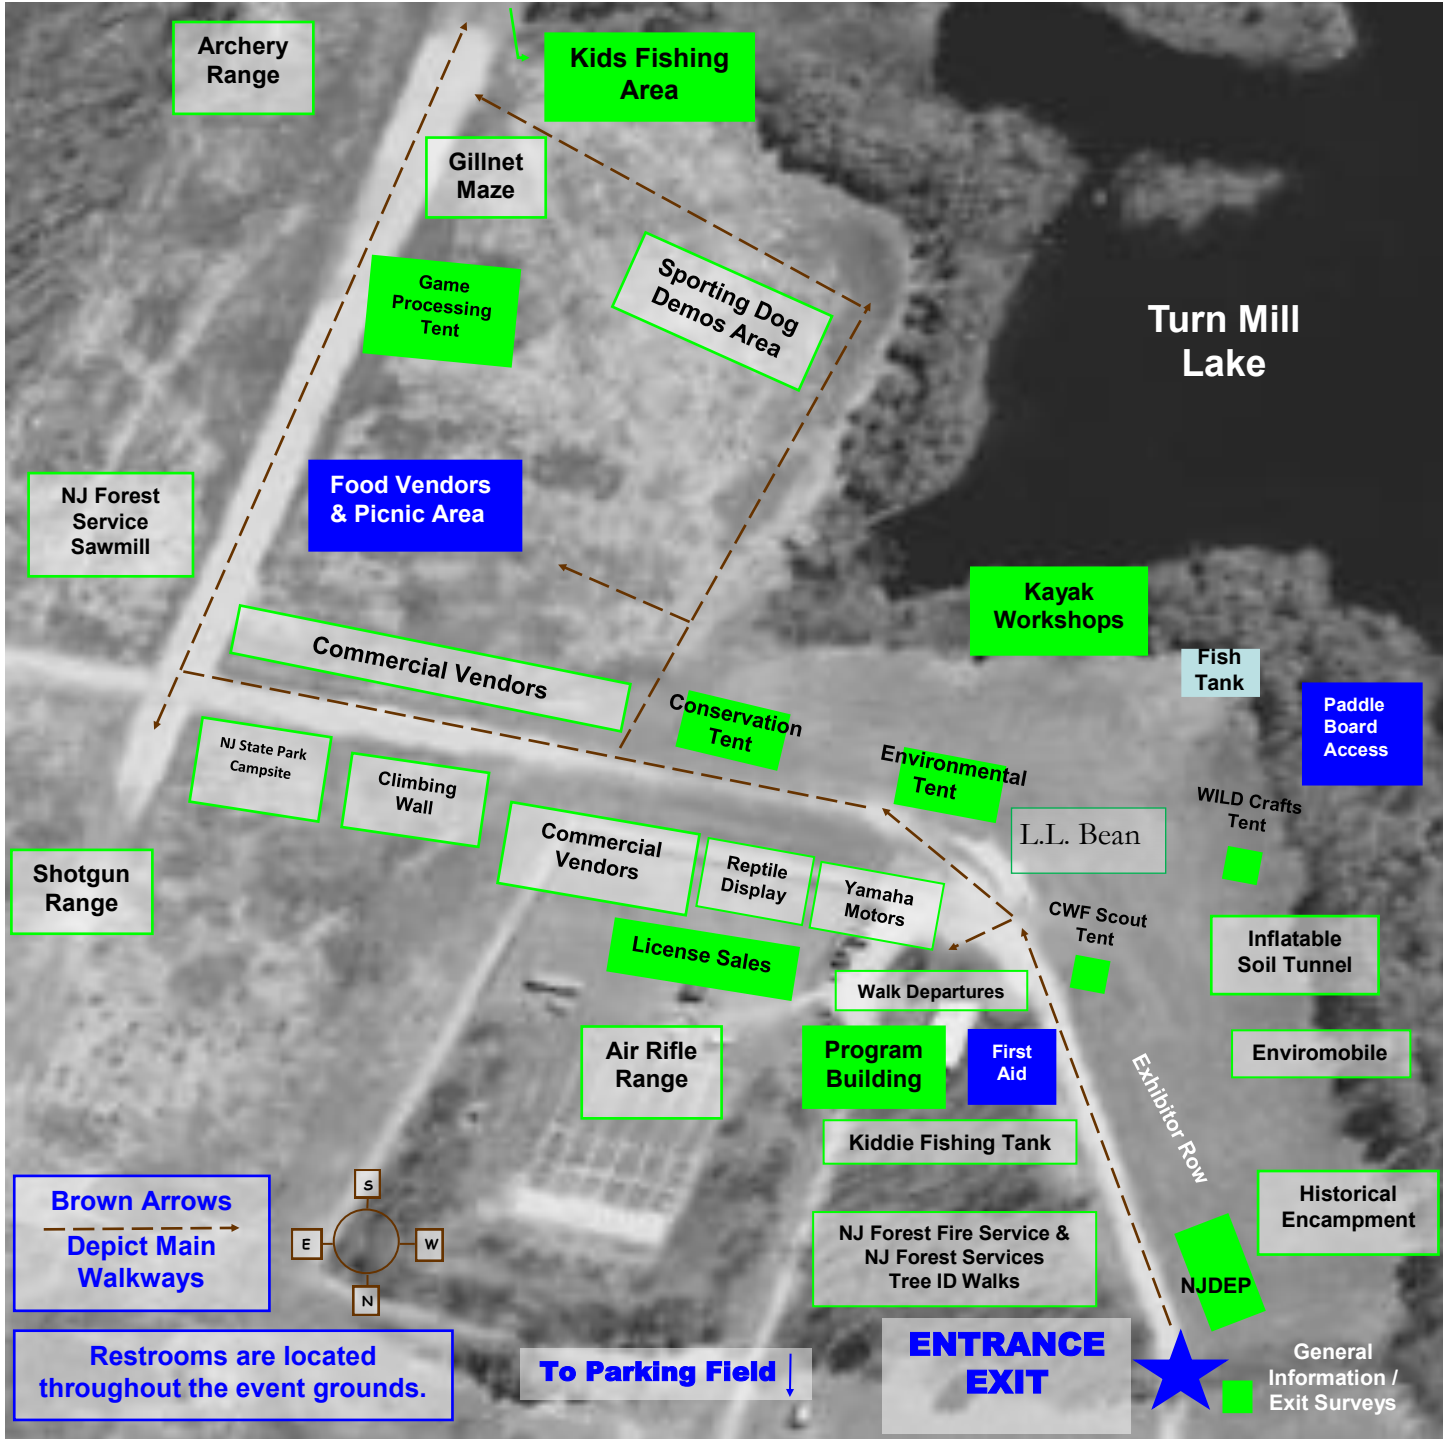 Archery
Range
Kids Fishing
Area
Gillnet
Maze
Game
Processing
Tent
Sporting Dog
Demos Area
Turn Mill
Lake
NJ Forest
Service
Sawmill
Food Vendors
& Picnic Area
Kayak
Workshops
Fish
Tank
Paddle
Board
Access
Commercial Vendors
Conservation
Tent
Environmental
Tent
NJ State Park
Campsite
Climbing
Wall
Commercial
Vendors
Reptile
Display
Yamaha
Motors
L.L. Bean
WILD Crafts
Tent
Shotgun
Range
License Sales
CWF Scout
Tent
Inflatable
Soil Tunnel
Walk Departures
Air Rifle
Range
Program
Building
First
Aid
Enviromobile
Exhibitor Row
Kiddie Fishing Tank
Historical
Encampment
NJ Forest Fire Service &
NJ Forest Services
Tree ID Walks
NJDEP
Brown Arrows
Depict Main
Walkways
S
E
W
N
Restrooms are located
throughout the event grounds.
To Parking Field
ENTRANCE
EXIT
General
Information /
Exit Surveys